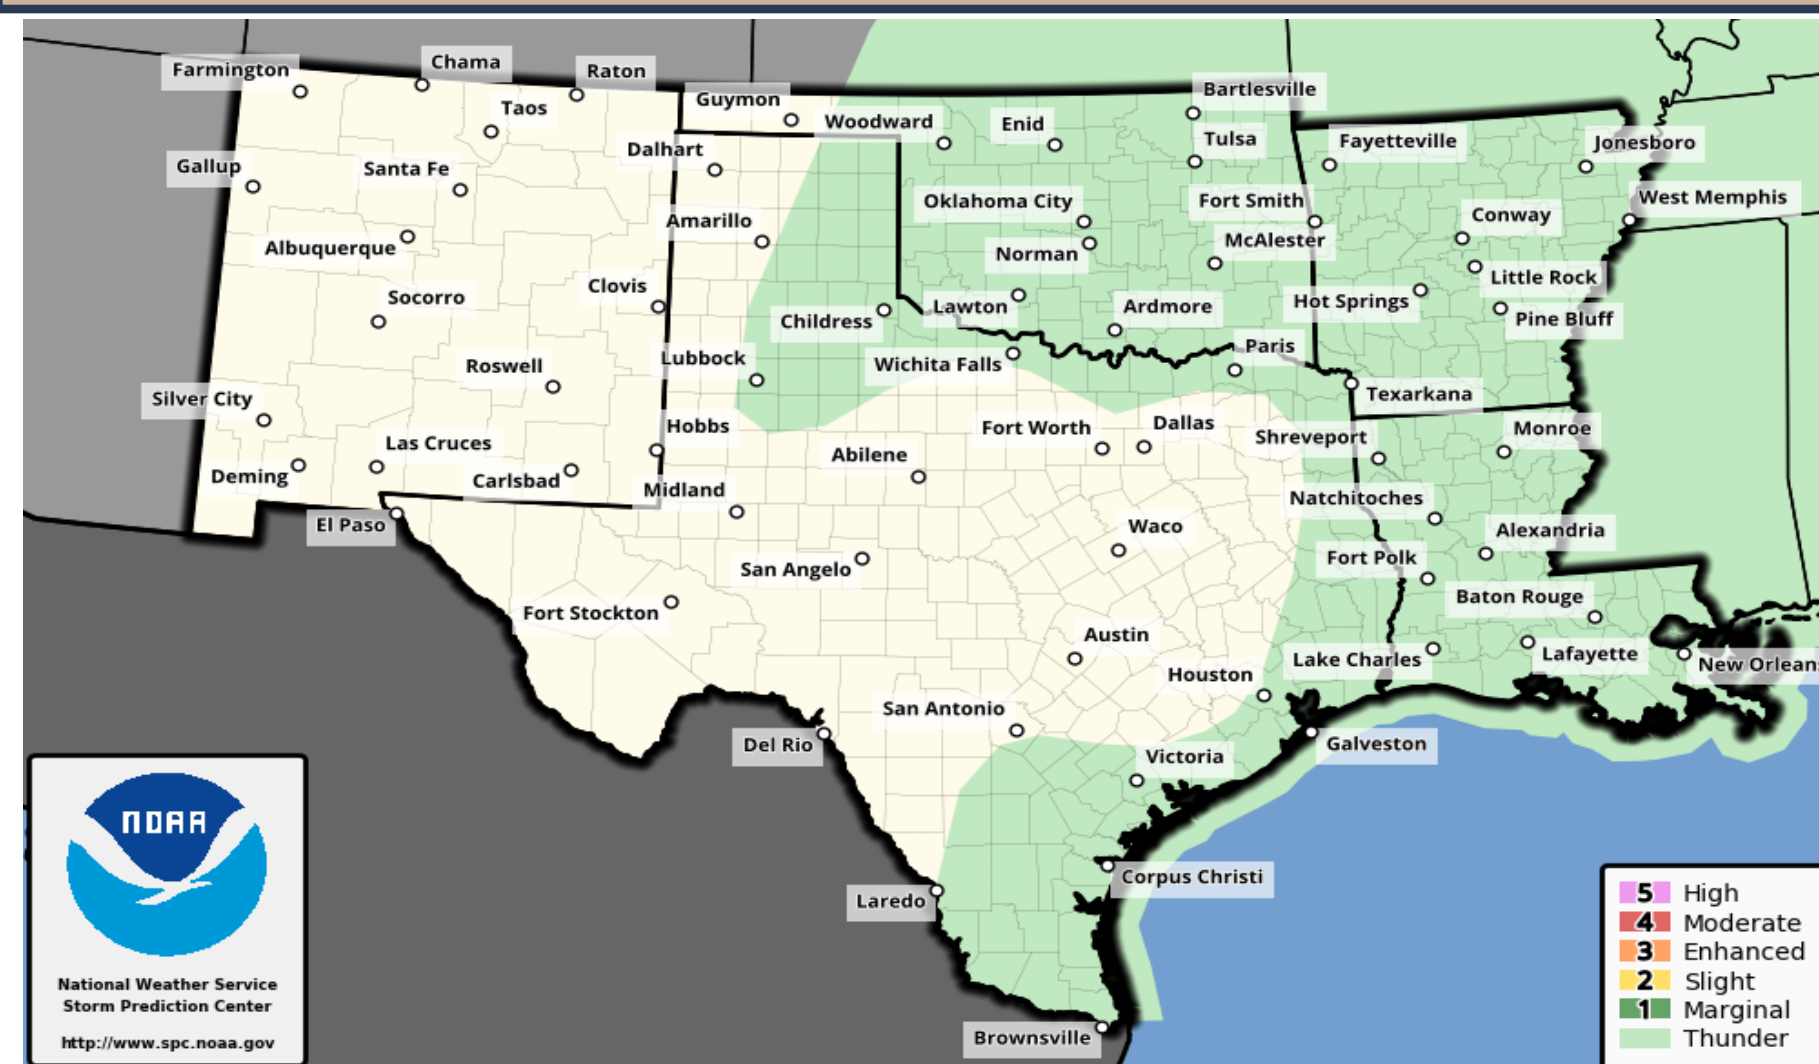 Farmington
Chama
Raton
Taos
Guymon
Woodward
Enid
Bartlesville
Tulsa
Fayetteville
Jonesboro
Gallup
Santa Fe
Dalhart
Amarillo
Oklahoma City
Norman
Fort Smith
McAlester
Conway
West Memphis
Albuquerque
Socorro
Clovis
Childress
Lawton
Ardmore
Hot Springs
Little Rock
Pine Bluff
Roswell
Lubbock
Wichita Falls
Paris
Texarkana
Silver City
Las Cruces
Hobbs
Abilene
Fort Worth
Dallas
Shreveport
Monroe
Deming
Carlsbad
Midland
Natchitoches
El Paso
Waco
Alexandria
San Angelo
Fort Polk
Fort Stockton
Baton Rouge
Austin
Houston
Lake Charles
Lafayette
New Orleans
San Antonio
Del Rio
Victoria
Galveston
Laredo
Corpus Christi
Brownsville
NOAA
National Weather Service
Storm Prediction Center
http://www.spc.noaa.gov
5 High
4 Moderate
3 Enhanced
2 Slight
1 Marginal
Thunder